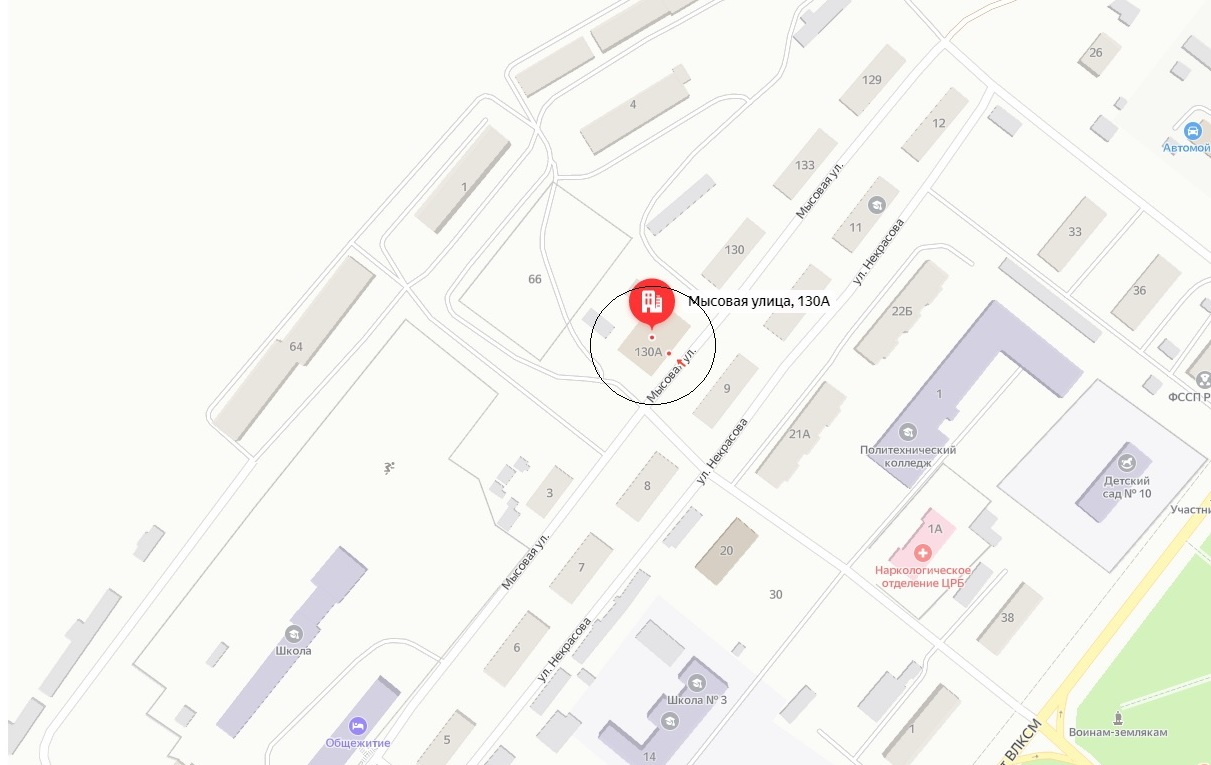 129
26
4
12
Автомой
133
1
Мысовая ул.
11
33
130
ул. Некрасова
66
36
Мысовая улица, 130А
22Б
64
130А
Мысовая ул.
9
1
ФССП Р
21А
Политехнический
колледж
ул. Некрасова
Детский
сад № 10
3
8
Участни
1А
20
Мысовая ул.
7
Наркологическое
отделение ЦРБ
30
38
6
Школа
ул. Некрасова
Школа № 3
Общежитие
5
14
1
Воинам-землякам
т ВЛКСМ